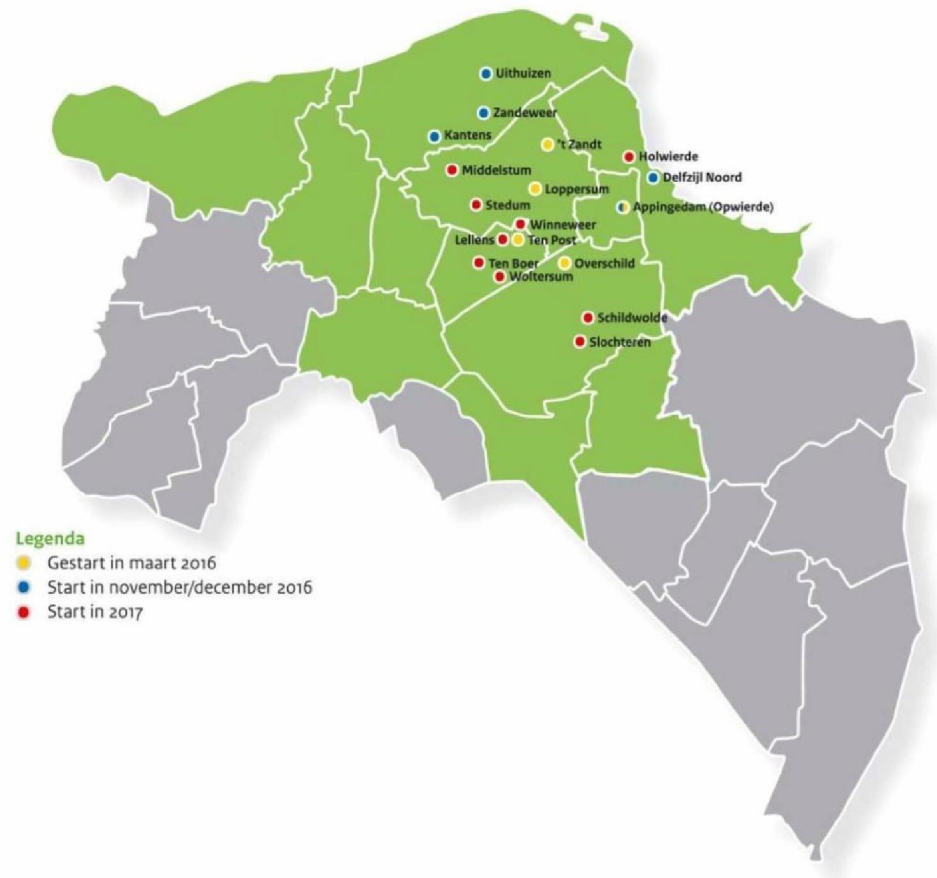 Uithuizen
Zandeweer
Kantens
't Zandt
Holwierde
Middelstum
Delfzijl Noord
Loppersum
Stedum
Appingedam (Opwierde)
Winneweer
Lellens
Ten Post
Ten Boer
Overschild
Woltersum
Schildwolde
Slochteren
Legenda
Gestart in maart 2016
Start in november/december 2016
Start in 2017